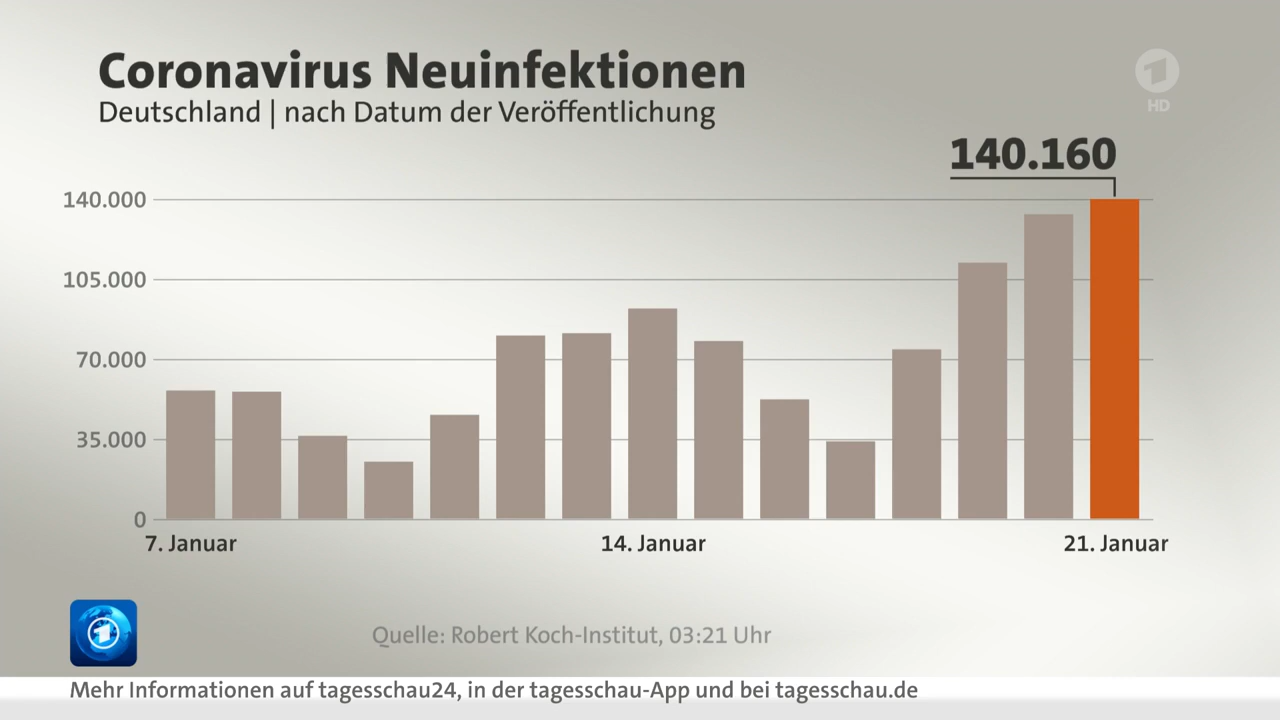 Coronavirus Neuinfektionen
Deutschland | nach Datum der Veröffentlichung
1
HD
140.160
140.000
105.000
70.000
35.000
0
7. Januar
14. Januar
21. Januar
1
Quelle: Robert Koch-Institut, 03:21 Uhr
Mehr Informationen auf tagesschau24, in der tagesschau-App und bei tagesschau.de